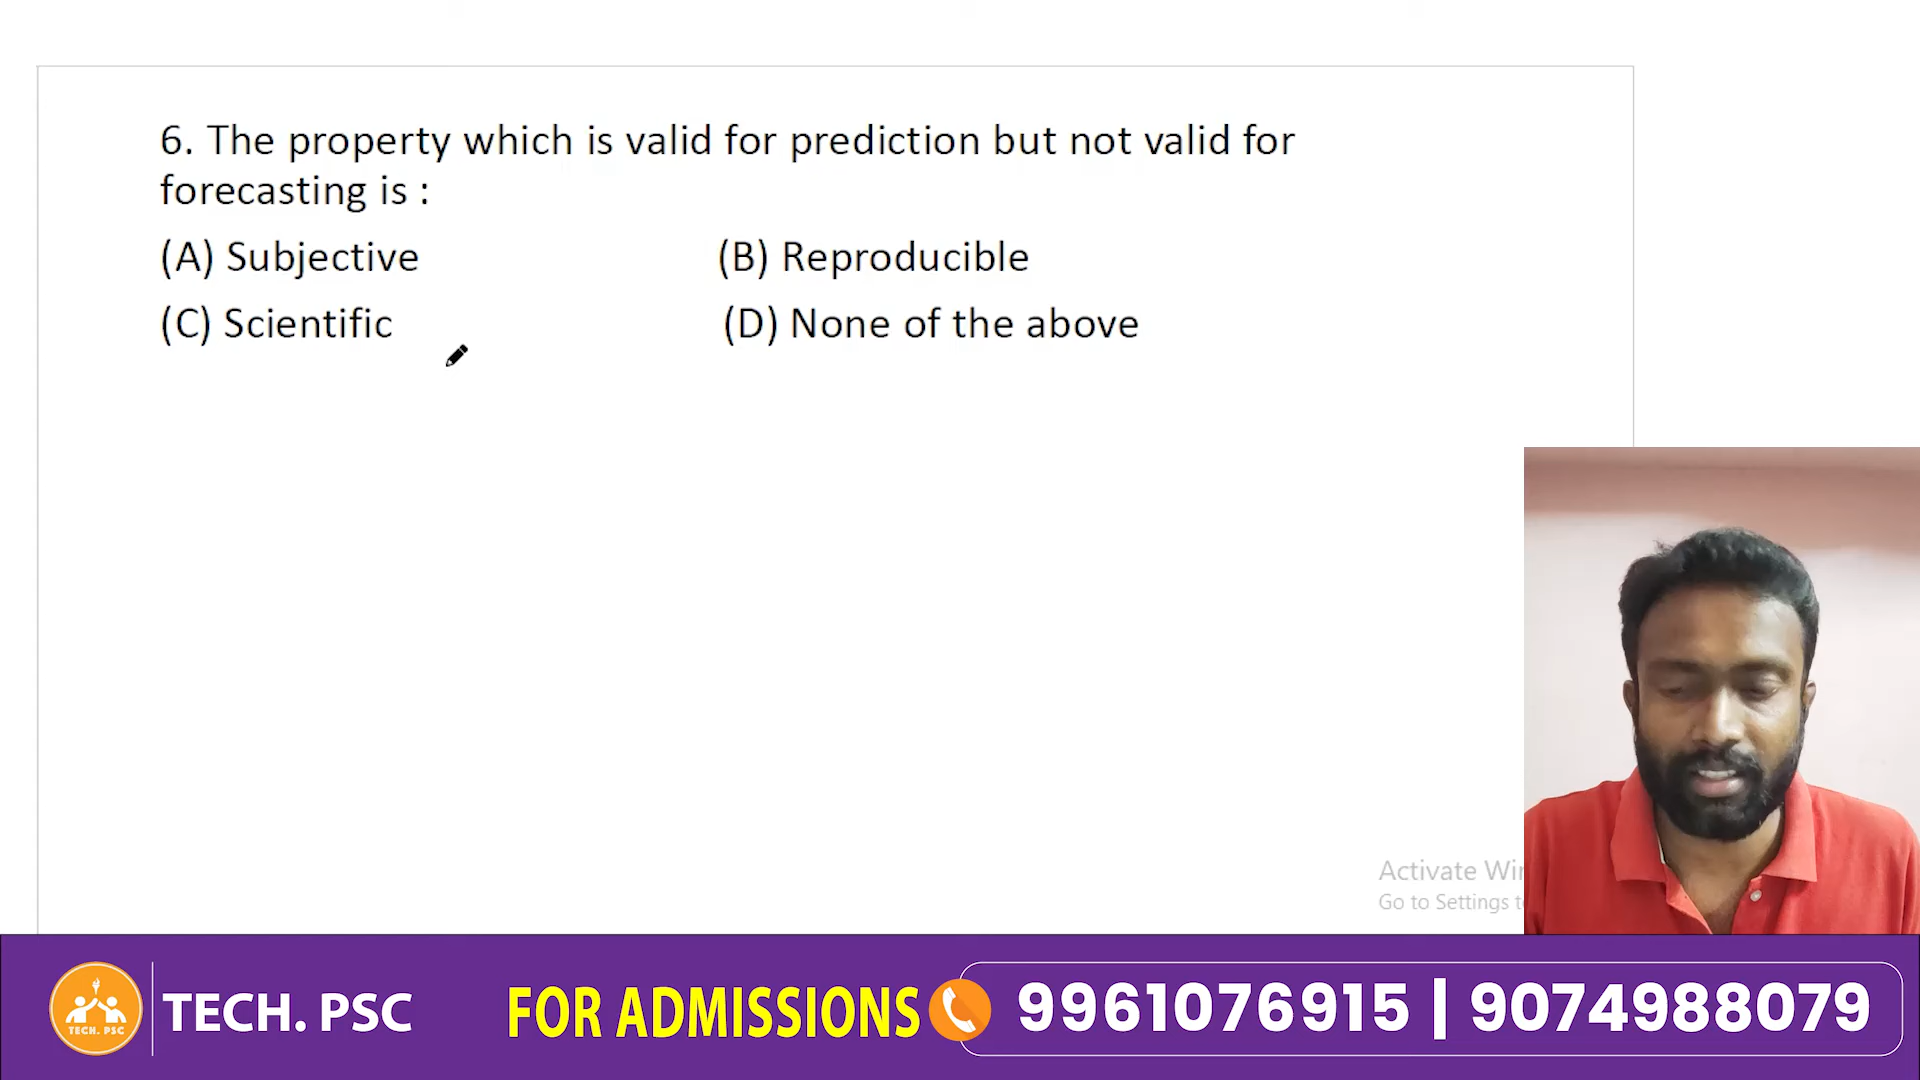 6. The property which is valid for prediction but not valid for
forecasting is :
(A) Subjective (B) Reproducible
(C) Scientific (D) None of the above
Activate Wi
Go to Settings t
TECH. PSC
TECH. PSC
FOR ADMISSIONS
9961076915 | 9074988079